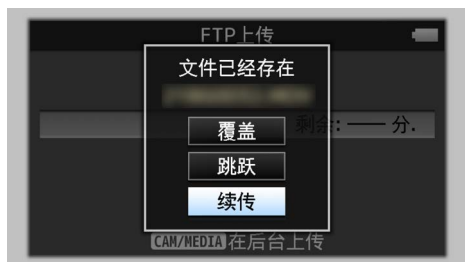 FTP上传
文件已经存在
覆盖
剩余: —— 分.
跳跃
续传
CAM/MEDIA 在后台上传